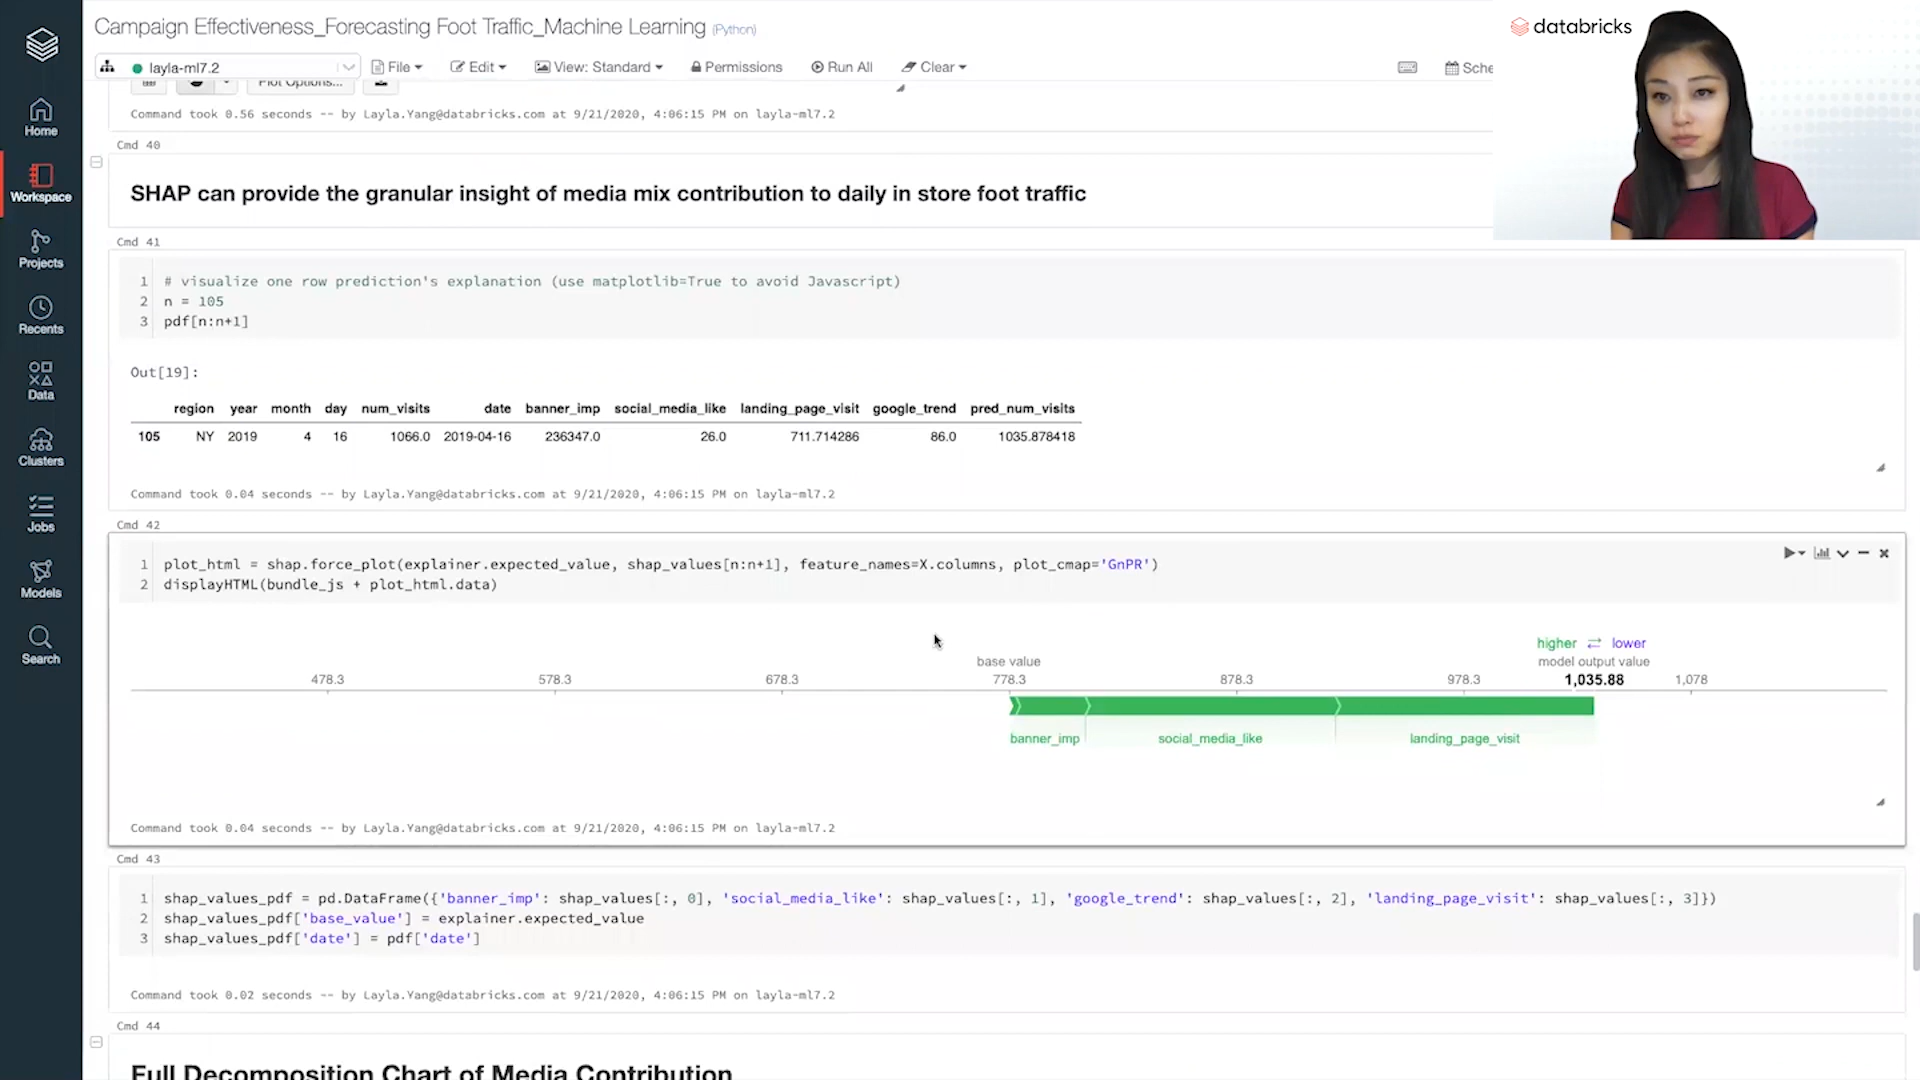 Campaign Effectiveness_Forecasting Foot Traffic_Machine Learning (Python)
databricks
layla-ml7.2
File
Edit
View: Standard
Permissions
Run All
Clear
Sche
Plot Options...
Home
Workspace
Projects
Recents
Data
Clusters
Jobs
Models
Search
Command took 0.56 seconds -- by Layla.Yang@databricks.com at 9/21/2020, 4:06:15 PM on layla-ml7.2
Cmd 40
SHAP can provide the granular insight of media mix contribution to daily in store foot traffic
Cmd 41
1 # visualize one row prediction's explanation (use matplotlib=True to avoid Javascript)
2 n = 105
3 pdf[n:n+1]
Out[19]:
region year month day num_visits date banner_imp social_media_like landing_page_visit google_trend pred_num_visits
105 NY 2019 4 16 1066.0 2019-04-16 236347.0 26.0 711.714286 86.0 1035.878418
Command took 0.04 seconds -- by Layla.Yang@databricks.com at 9/21/2020, 4:06:15 PM on layla-ml7.2
Cmd 42
1 plot_html = shap.force_plot(explainer.expected_value, shap_values[n:n+1], feature_names=X.columns, plot_cmap='GnPR')
2 displayHTML(bundle_js + plot_html.data)
higher ⇄ lower
base value model output value
478.3 578.3 678.3 778.3 878.3 978.3 1,035.88 1,078
banner_imp social_media_like landing_page_visit
Command took 0.04 seconds -- by Layla.Yang@databricks.com at 9/21/2020, 4:06:15 PM on layla-ml7.2
Cmd 43
1 shap_values_pdf = pd.DataFrame({'banner_imp': shap_values[:, 0], 'social_media_like': shap_values[:, 1], 'google_trend': shap_values[:, 2], 'landing_page_visit': shap_values[:, 3]})
2 shap_values_pdf['base_value'] = explainer.expected_value
3 shap_values_pdf['date'] = pdf['date']
Command took 0.02 seconds -- by Layla.Yang@databricks.com at 9/21/2020, 4:06:15 PM on layla-ml7.2
Cmd 44
Full Decomposition Chart of Media Contribution